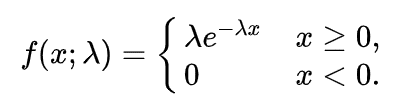 f(x; λ) = { λe^{−λx}  x ≥ 0,
0  x < 0.